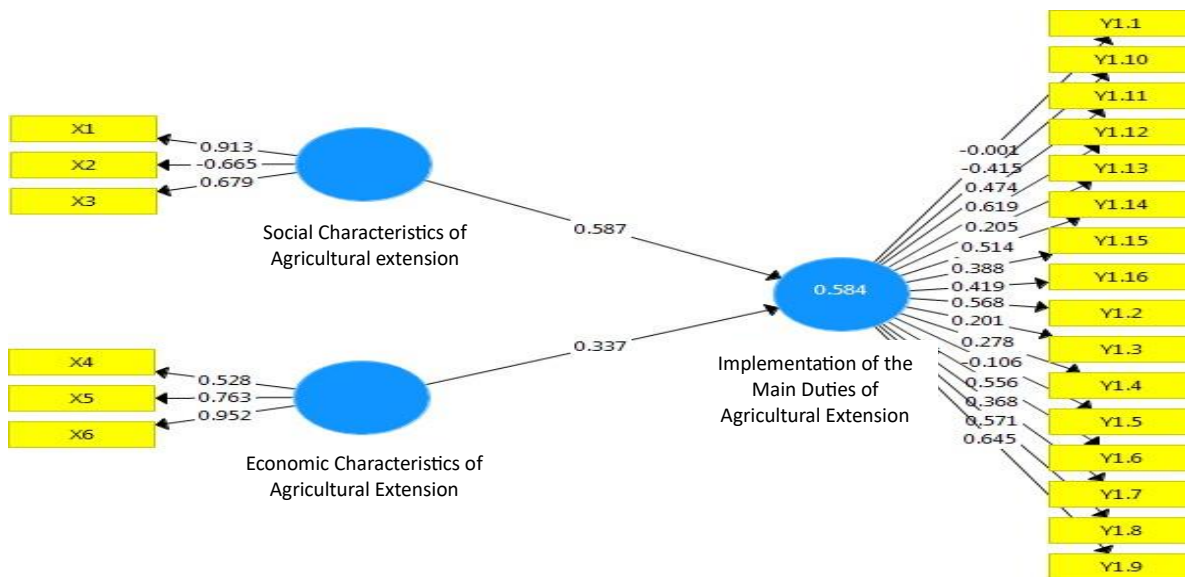 X1
X2
X3
0.913
-0.665
0.679
Social Characteristics of
Agricultural extension
0.587
X4
X5
X6
0.528
0.763
0.952
Economic Characteristics of
Agricultural Extension
0.337
0.584
Implementation of the
Main Duties of
Agricultural Extension
-0.001
-0.415
0.474
0.619
0.205
0.514
0.388
0.419
0.568
0.201
0.278
-0.106
0.556
0.368
0.571
0.645
Y1.1
Y1.10
Y1.11
Y1.12
Y1.13
Y1.14
Y1.15
Y1.16
Y1.2
Y1.3
Y1.4
Y1.5
Y1.6
Y1.7
Y1.8
Y1.9